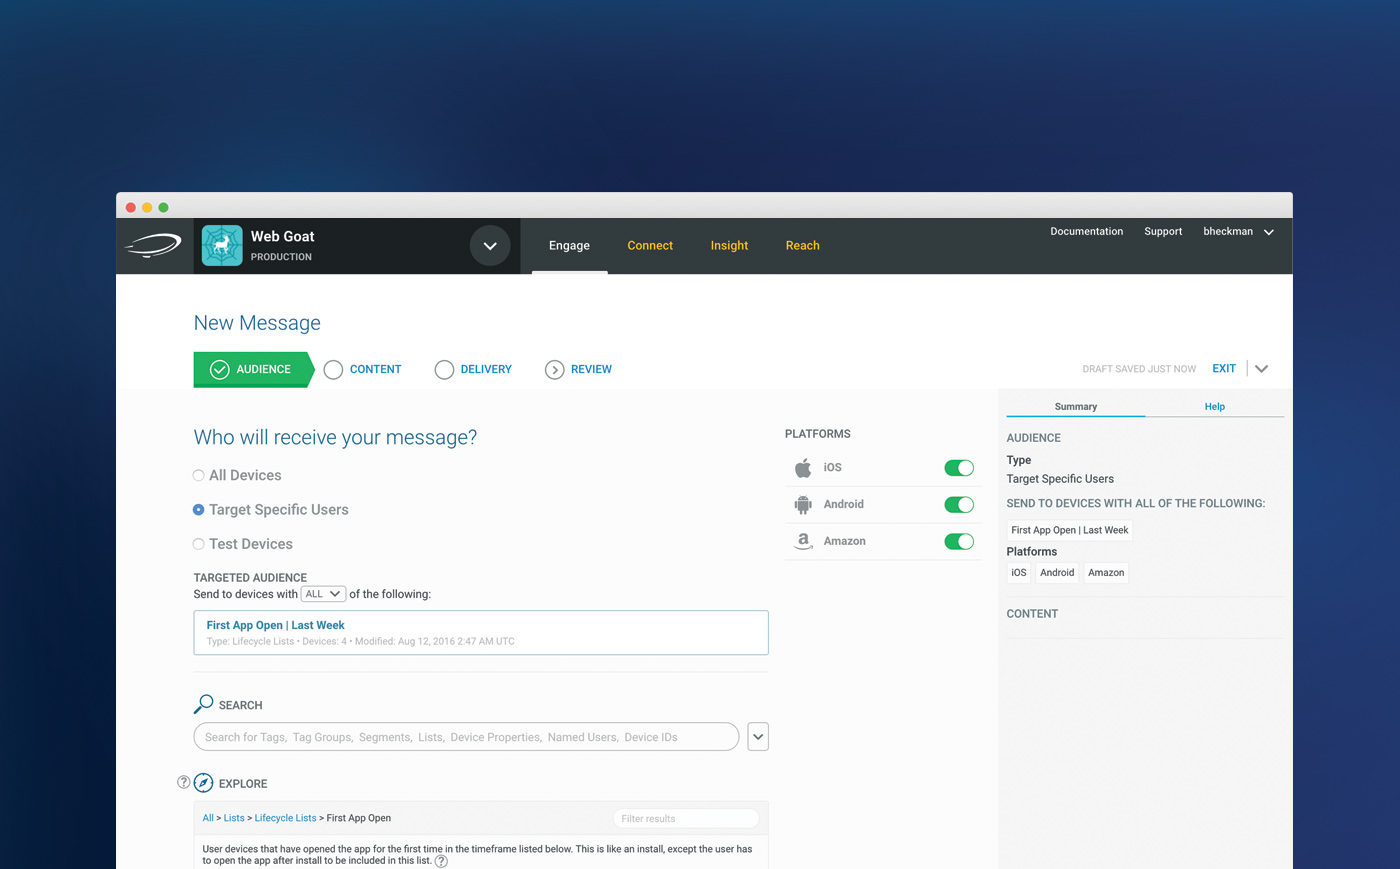 Web Goat
PRODUCTION
Engage
Connect
Insight
Reach
Documentation
Support
bheckman
New Message
AUDIENCE
CONTENT
DELIVERY
REVIEW
DRAFT SAVED JUST NOW
EXIT
Who will receive your message?
All Devices
Target Specific Users
Test Devices
TARGETED AUDIENCE
Send to devices with ALL of the following:
First App Open | Last Week
Type: Lifecycle Lists • Devices: 4 • Modified: Aug 12, 2016 2:47 AM UTC
SEARCH
Search for Tags, Tag Groups, Segments, Lists, Device Properties, Named Users, Device IDs
? EXPLORE
All > Lists > Lifecycle Lists > First App Open
Filter results
User devices that have opened the app for the first time in the timeframe listed below. This is like an install, except the user has
to open the app after install to be included in this list. ?
PLATFORMS
iOS
Android
Amazon
Summary
Help
AUDIENCE
Type
Target Specific Users
SEND TO DEVICES WITH ALL OF THE FOLLOWING:
First App Open | Last Week
Platforms
iOS Android Amazon
CONTENT